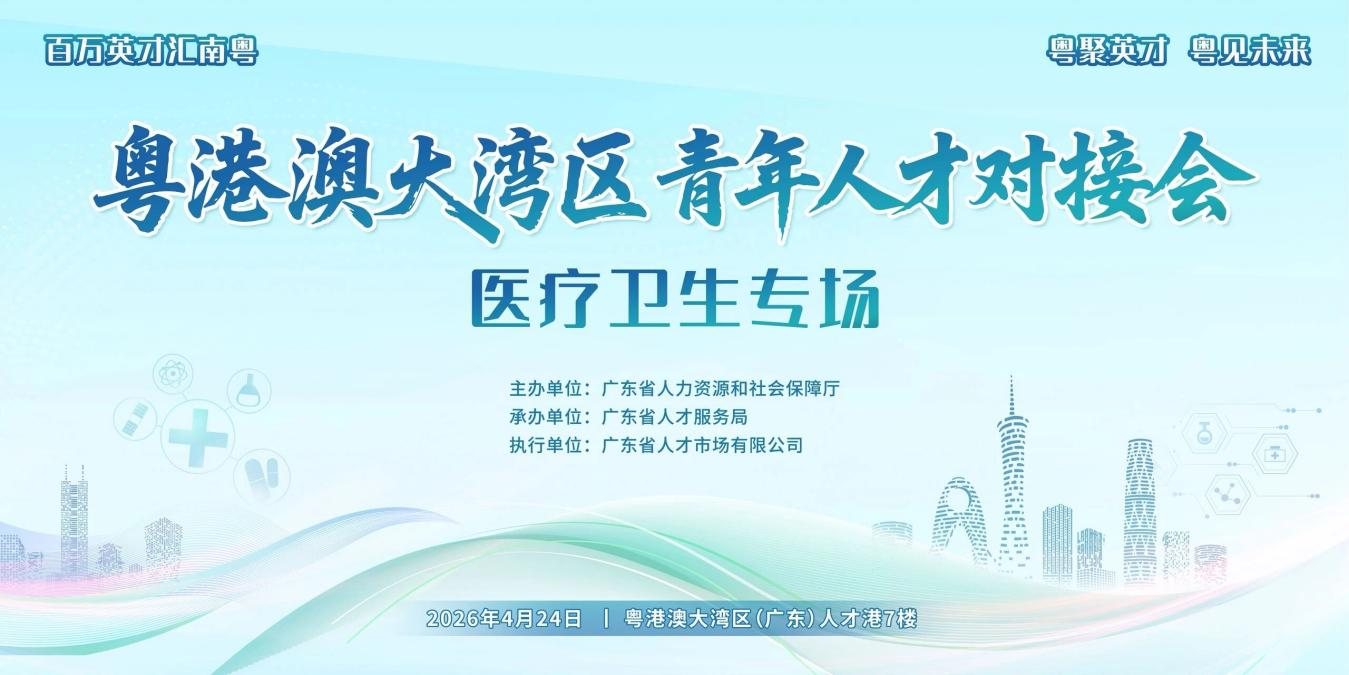 百万英才汇南粤
粤聚英才 粤见未来
粤港澳大湾区青年人才对接会
医疗卫生专场
主办单位：广东省人力资源和社会保障厅
承办单位：广东省人才服务局
执行单位：广东省人才市场有限公司
2026年4月24日 | 粤港澳大湾区(广东)人才港7楼